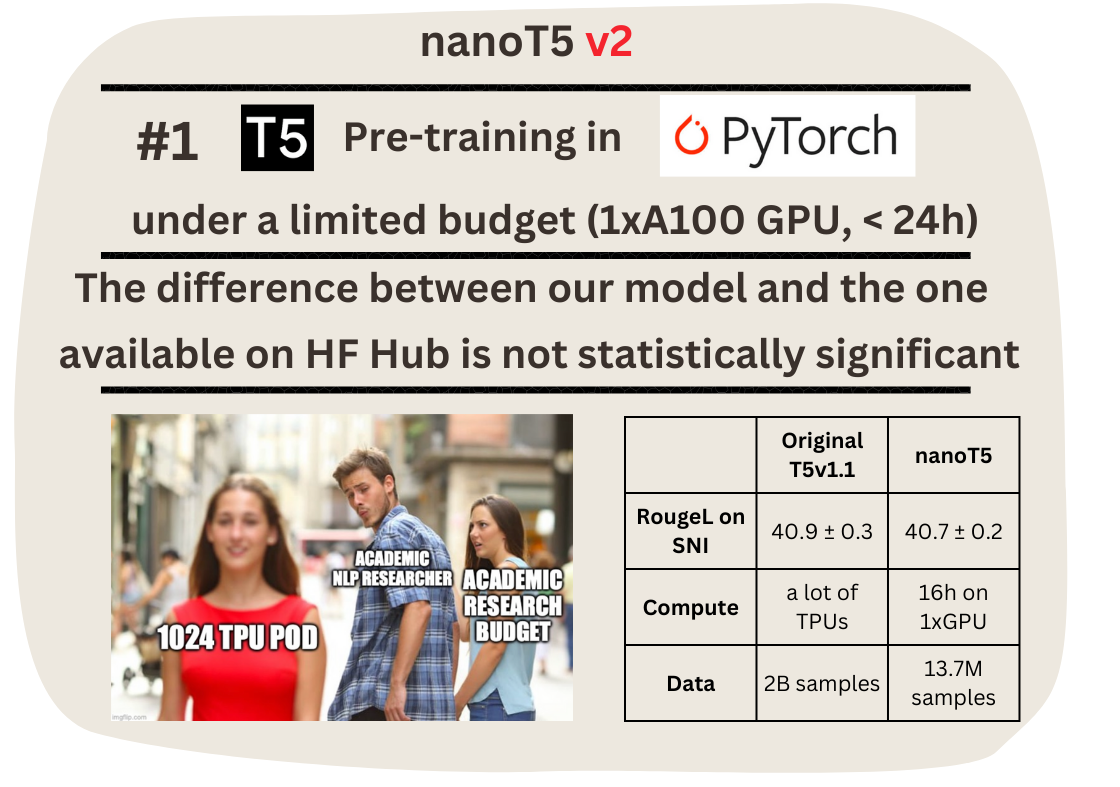 nanoT5 v2
#1 T5 Pre-training in PyTorch
under a limited budget (1xA100 GPU, < 24h)
The difference between our model and the one
available on HF Hub is not statistically significant
ACADEMIC
NLP RESEARCHER
ACADEMIC
RESEARCH
BUDGET
1024 TPU POD
imgflip.com
Original
T5v1.1
nanoT5
RougeL on
SNI
40.9 ± 0.3
40.7 ± 0.2
Compute
a lot of
TPUs
16h on
1xGPU
Data
2B samples
13.7M
samples